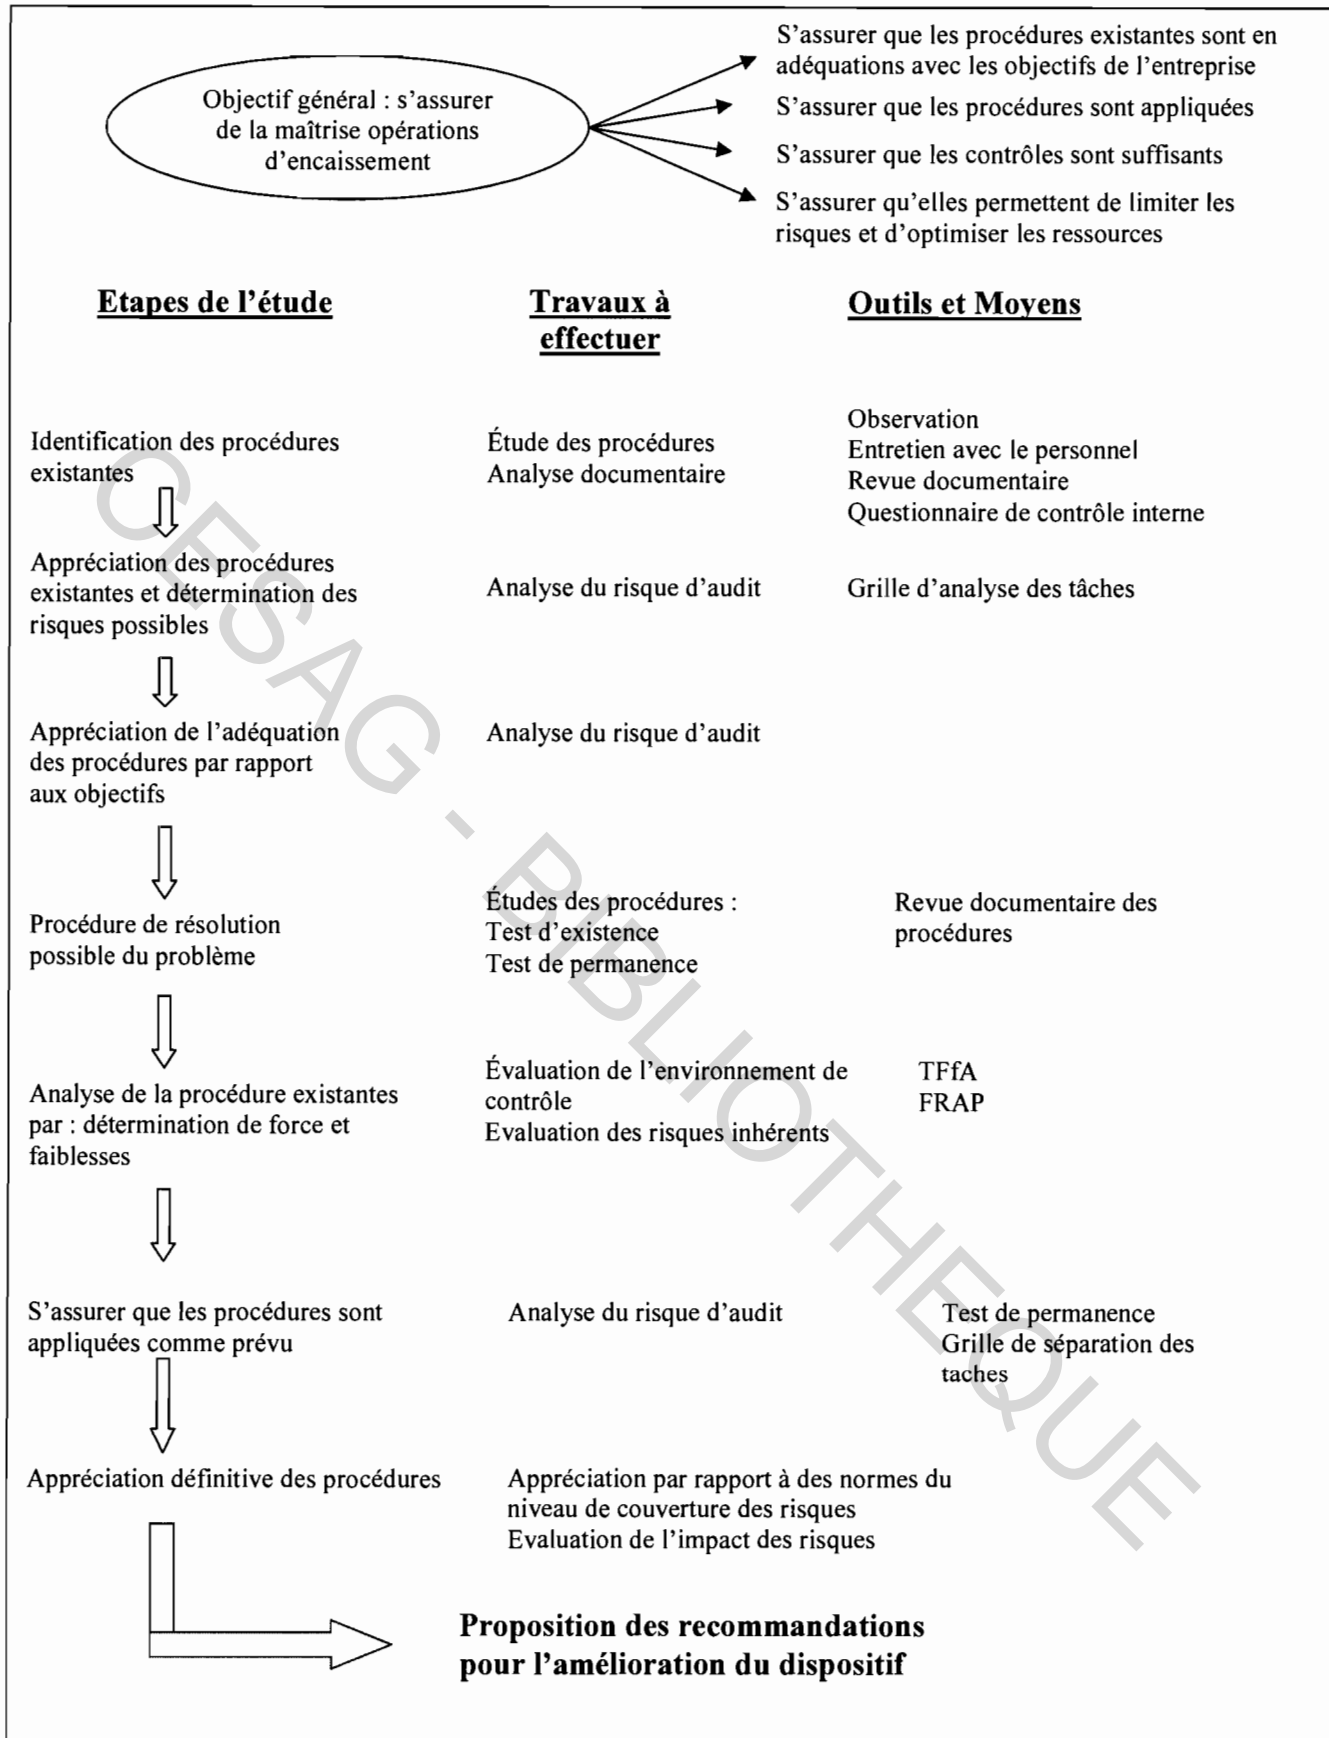 Objectif général : s'assurer
de la maîtrise opérations
d'encaissement
S'assurer que les procédures existantes sont en
adéquations avec les objectifs de l'entreprise
S'assurer que les procédures sont appliquées
S'assurer que les contrôles sont suffisants
S'assurer qu'elles permettent de limiter les
risques et d'optimiser les ressources
Etapes de l'étude
Travaux à
effectuer
Outils et Moyens
Identification des procédures
existantes
Étude des procédures
Analyse documentaire
Observation
Entretien avec le personnel
Revue documentaire
Questionnaire de contrôle interne
Appréciation des procédures
existantes et détermination des
risques possibles
Analyse du risque d'audit
Grille d'analyse des tâches
Appréciation de l'adéquation
des procédures par rapport
aux objectifs
Analyse du risque d'audit
Procédure de résolution
possible du problème
Études des procédures :
Test d'existence
Test de permanence
Revue documentaire des
procédures
Analyse de la procédure existantes
par : détermination de force et
faiblesses
Évaluation de l'environnement de
contrôle
Evaluation des risques inhérents
TFfA
FRAP
S'assurer que les procédures sont
appliquées comme prévu
Analyse du risque d'audit
Test de permanence
Grille de séparation des
taches
Appréciation définitive des procédures
Appréciation par rapport à des normes du
niveau de couverture des risques
Evaluation de l'impact des risques
Proposition des recommandations
pour l'amélioration du dispositif
CESAG - BIBLIOTHEQUE